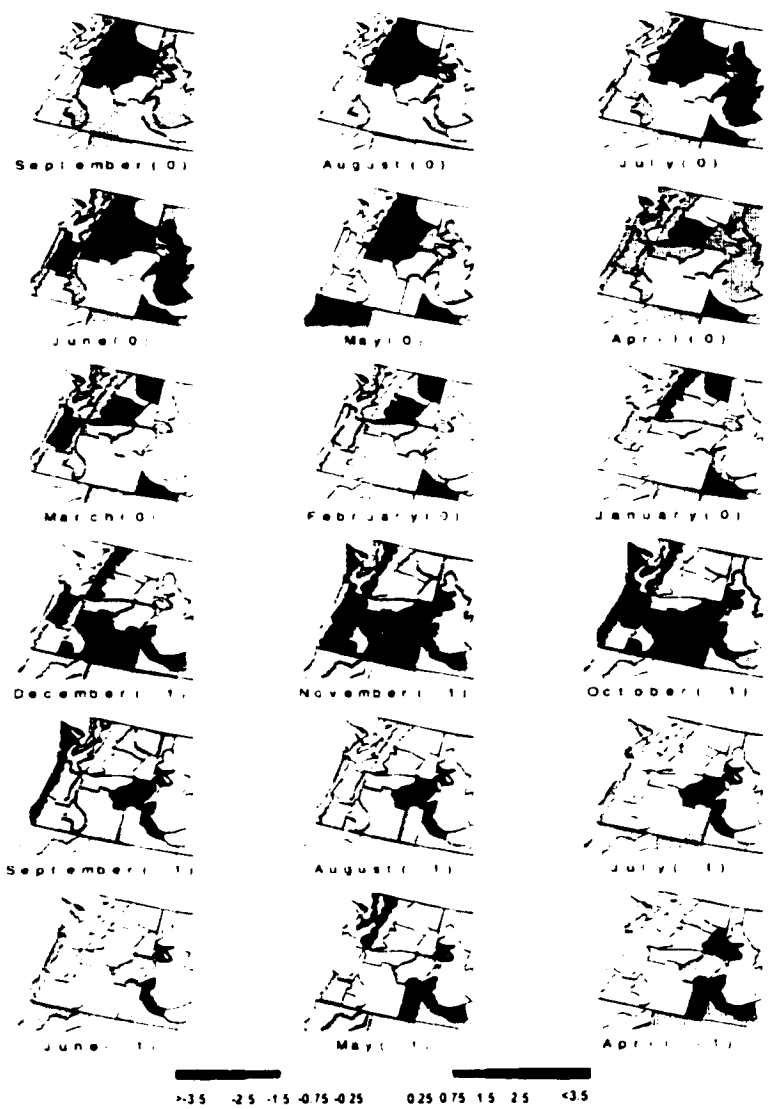 September(0) August(0) July(0)
June(0) May(0) April(0)
March(0) February(0) January(0)
December(-1) November(-1) October(-1)
September(-1) August(-1) July(-1)
June(-1) May(-1) April(-1)
>-3.5 -2.5 -1.5 -0.75 -0.25 0.25 0.75 1.5 2.5 <3.5